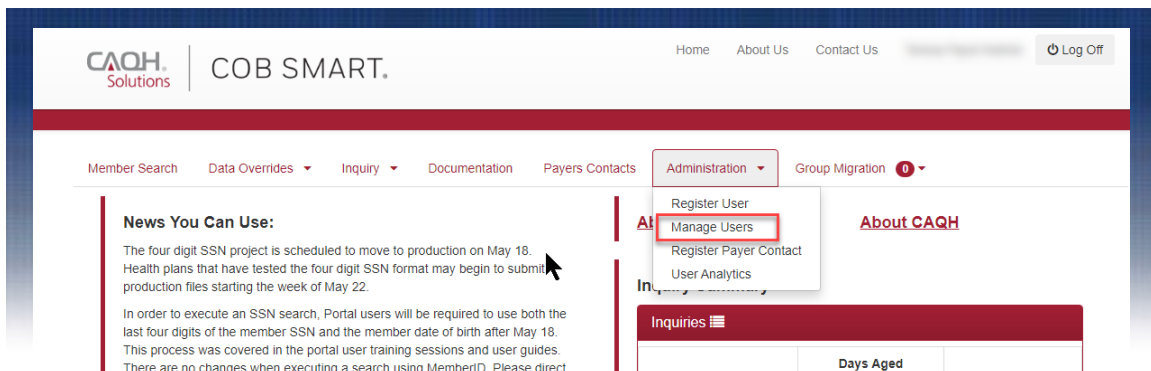 Home About Us Contact Us Log Off
CAQH.
Solutions
COB SMART.
Member Search Data Overrides Inquiry Documentation Payers Contacts Administration Group Migration 0
Register User
Manage Users
Register Payer Contact
User Analytics
News You Can Use:
The four digit SSN project is scheduled to move to production on May 18.
Health plans that have tested the four digit SSN format may begin to submit
production files starting the week of May 22.
In order to execute an SSN search, Portal users will be required to use both the
last four digits of the member SSN and the member date of birth after May 18.
This process was covered in the portal user training sessions and user guides.
There are no changes when executing a search using MemberID. Please direct
About CAQH
Inquiry Summary
Inquiries
Days Aged